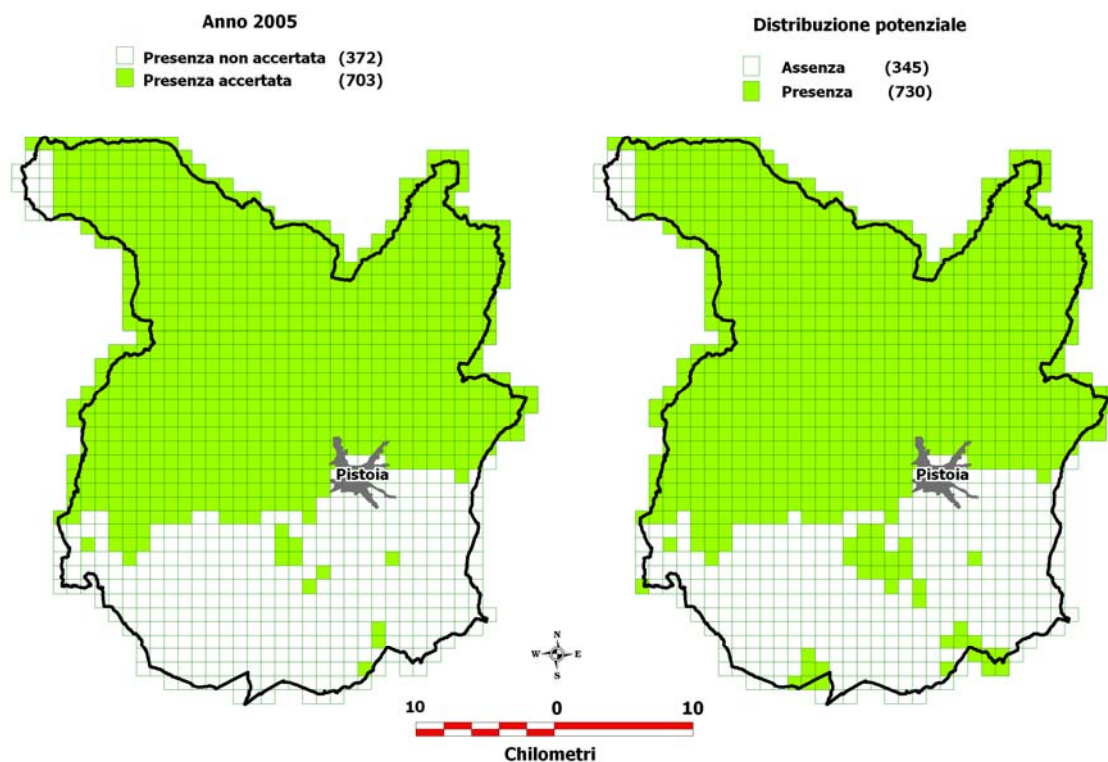 Anno 2005
Presenza non accertata (372)
Presenza accertata (703)
Distribuzione potenziale
Assenza (345)
Presenza (730)
Pistoia
Pistoia
N
W E
S
10 0 10
Chilometri